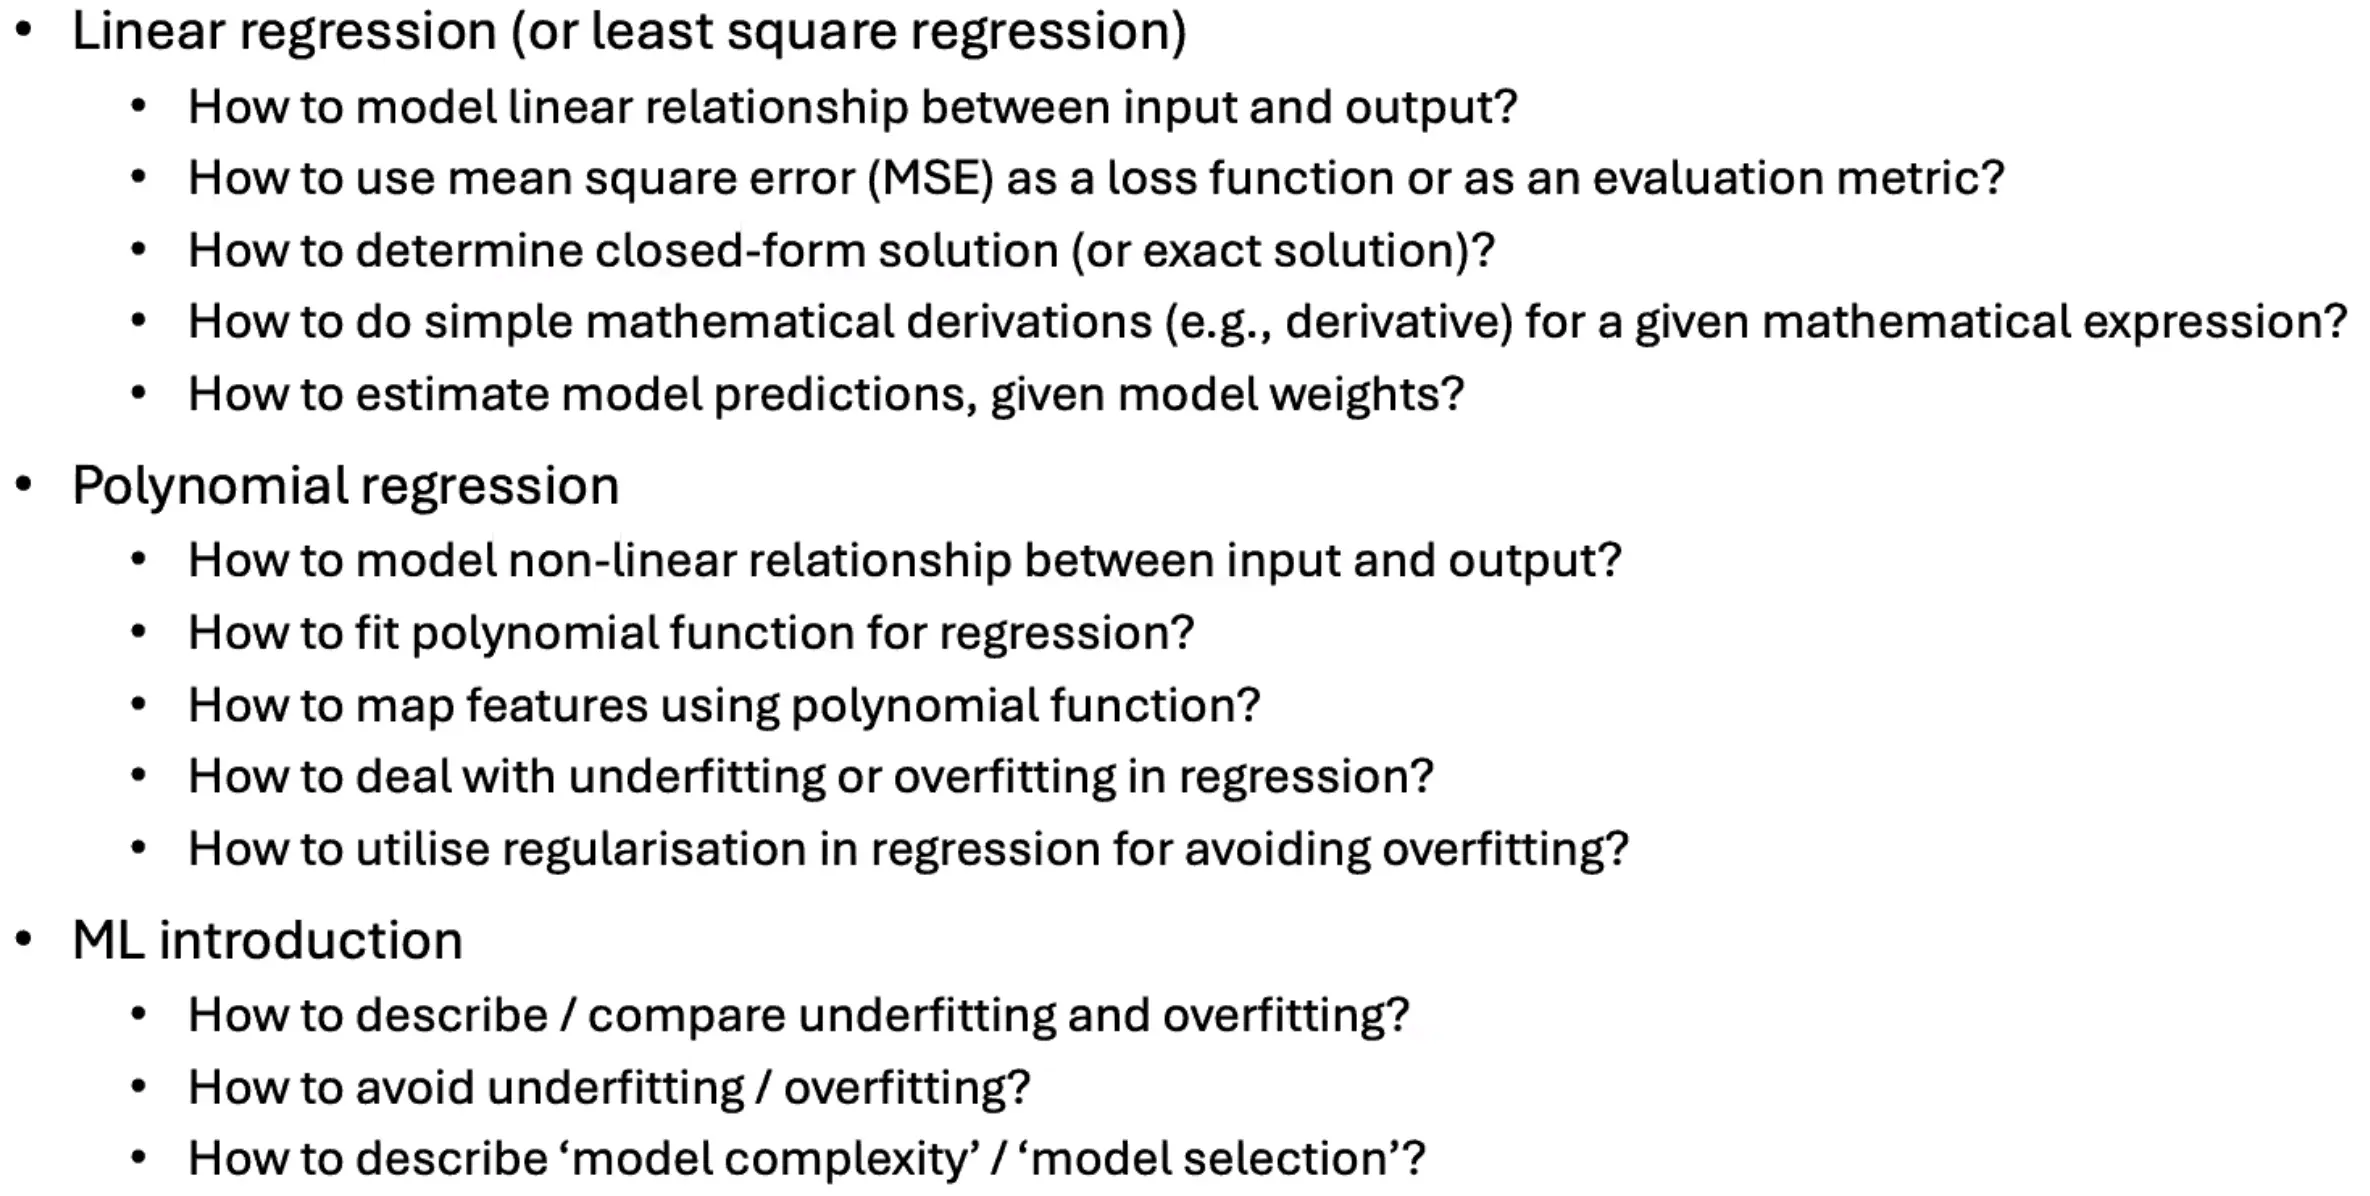 • Linear regression (or least square regression)
• How to model linear relationship between input and output?
• How to use mean square error (MSE) as a loss function or as an evaluation metric?
• How to determine closed-form solution (or exact solution)?
• How to do simple mathematical derivations (e.g., derivative) for a given mathematical expression?
• How to estimate model predictions, given model weights?
• Polynomial regression
• How to model non-linear relationship between input and output?
• How to fit polynomial function for regression?
• How to map features using polynomial function?
• How to deal with underfitting or overfitting in regression?
• How to utilise regularisation in regression for avoiding overfitting?
• ML introduction
• How to describe / compare underfitting and overfitting?
• How to avoid underfitting / overfitting?
• How to describe ‘model complexity’ / ‘model selection’?